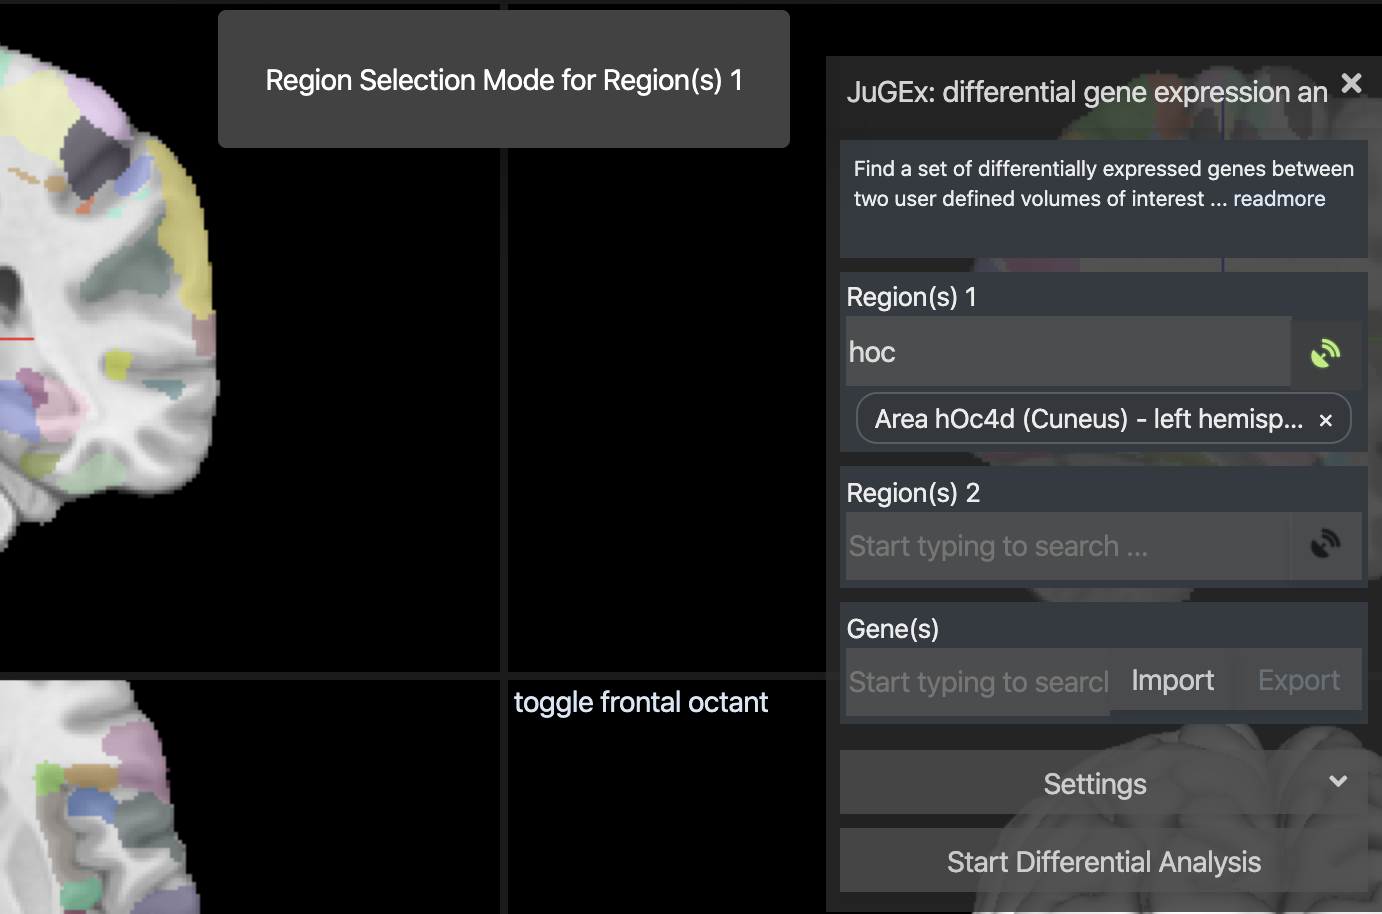 Region Selection Mode for Region(s) 1
JuGEx: differential gene expression an
Find a set of differentially expressed genes between
two user defined volumes of interest ... readmore
Region(s) 1
hoc
Area hOc4d (Cuneus) - left hemisp... ×
Region(s) 2
Start typing to search ...
Gene(s)
Start typing to search Import Export
toggle frontal octant
Settings
Start Differential Analysis